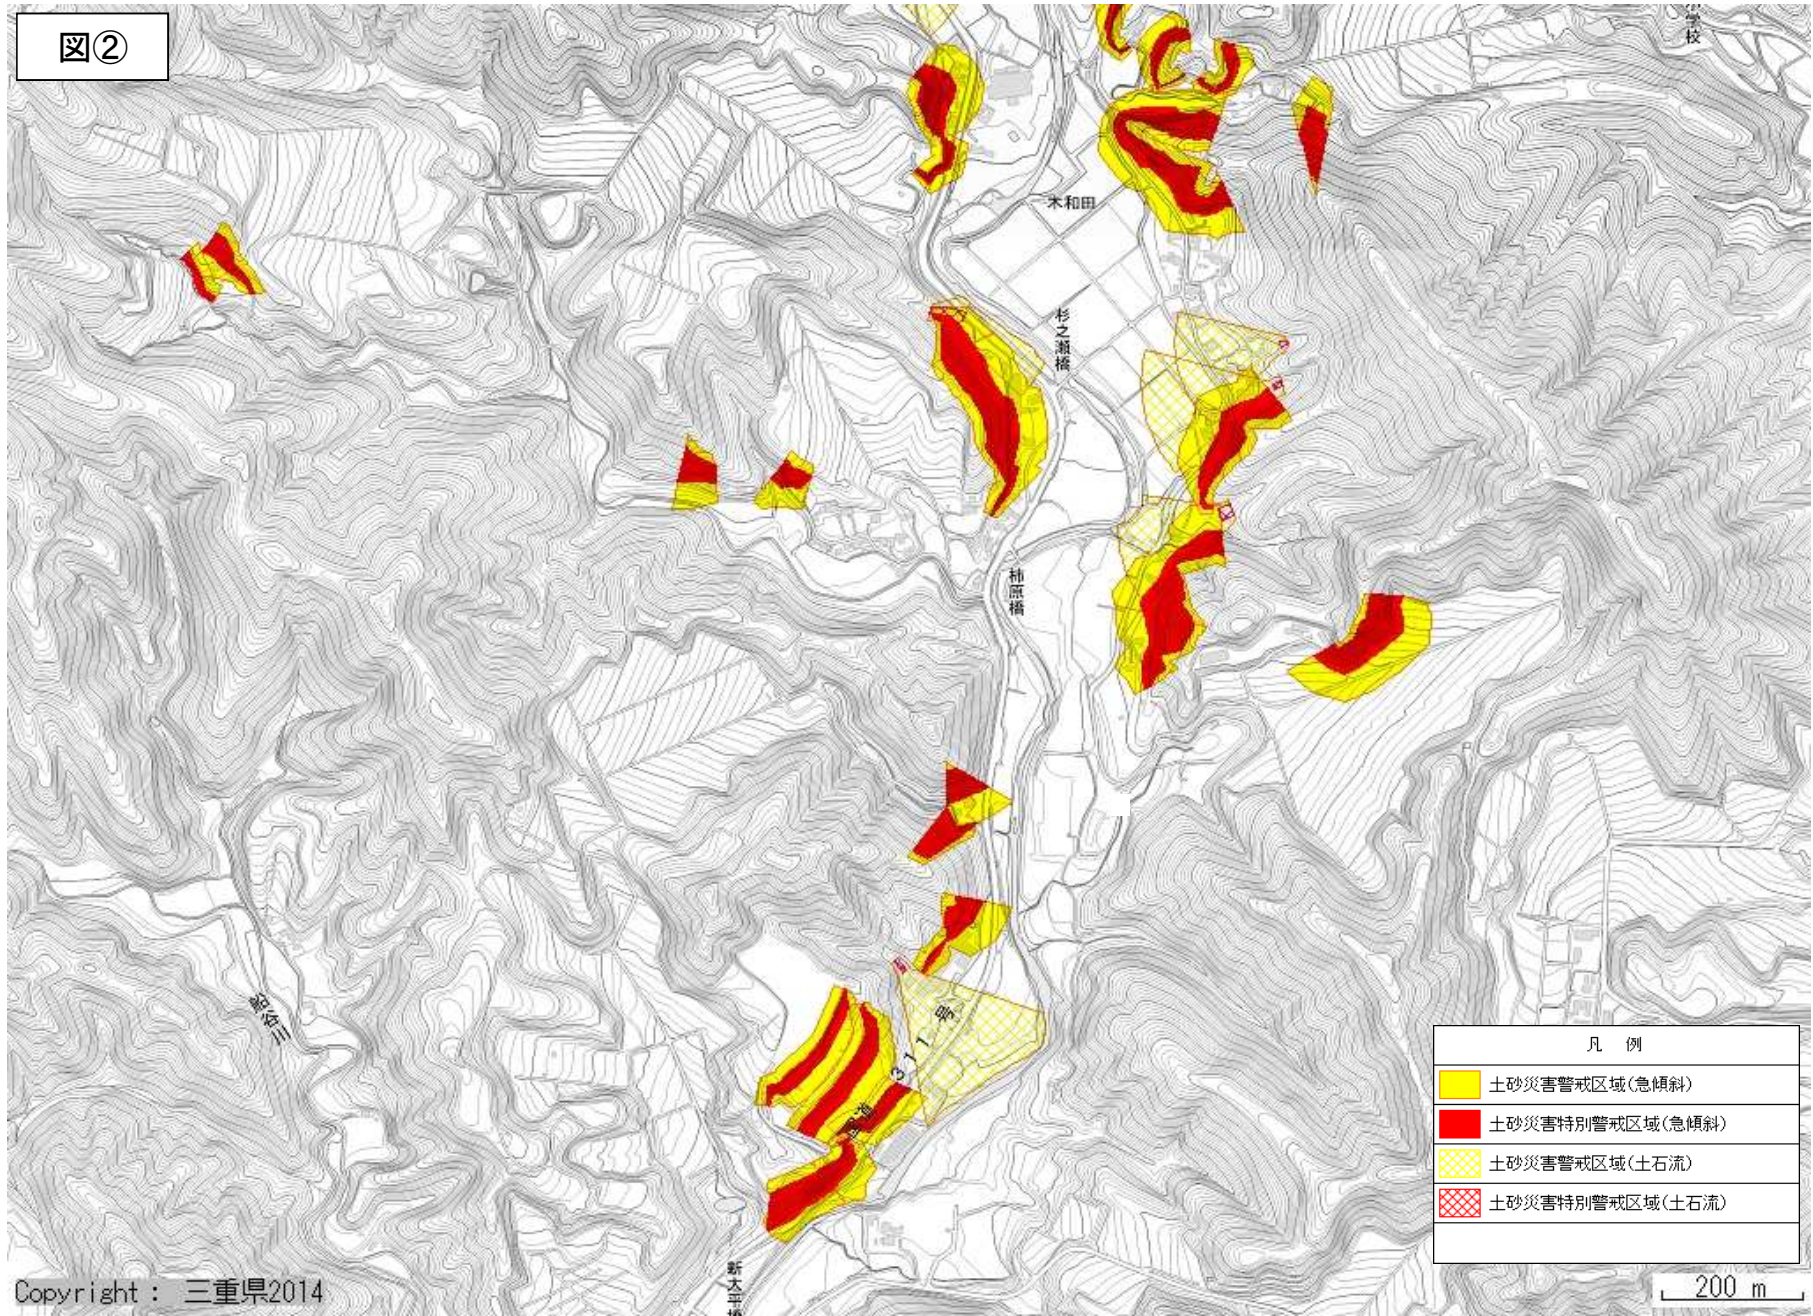 図②
学校
木和田
杉之瀬橋
柿原橋
船谷川
311号
新大平橋
凡 例
土砂災害警戒区域(急傾斜)
土砂災害特別警戒区域(急傾斜)
土砂災害警戒区域(土石流)
土砂災害特別警戒区域(土石流)
Copyright : 三重県2014
200 m